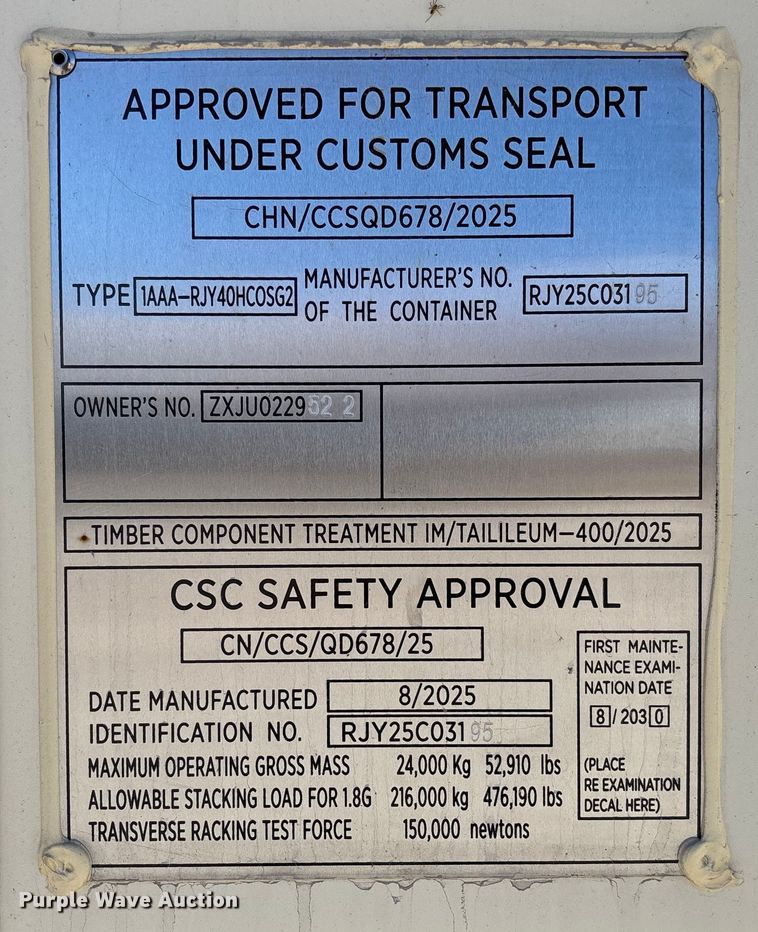 APPROVED FOR TRANSPORT
UNDER CUSTOMS SEAL
CHN/CCSQD678/2025
TYPE 1AAA-RJY40HCOSG2 MANUFACTURER'S NO. OF THE CONTAINER RJY25C03195
OWNER'S NO. ZXJU022952 2
TIMBER COMPONENT TREATMENT IM/TAILILEUM-400/2025
CSC SAFETY APPROVAL
CN/CCS/QD678/25
DATE MANUFACTURED 8/2025
IDENTIFICATION NO. RJY25C03195
MAXIMUM OPERATING GROSS MASS 24,000 Kg 52,910 lbs
ALLOWABLE STACKING LOAD FOR 1.8G 216,000 kg 476,190 lbs
TRANSVERSE RACKING TEST FORCE 150,000 newtons
FIRST MAINTE-
NANCE EXAMI-
NATION DATE
8/2030
(PLACE
RE EXAMINATION
DECAL HERE)
Purple Wave Auction